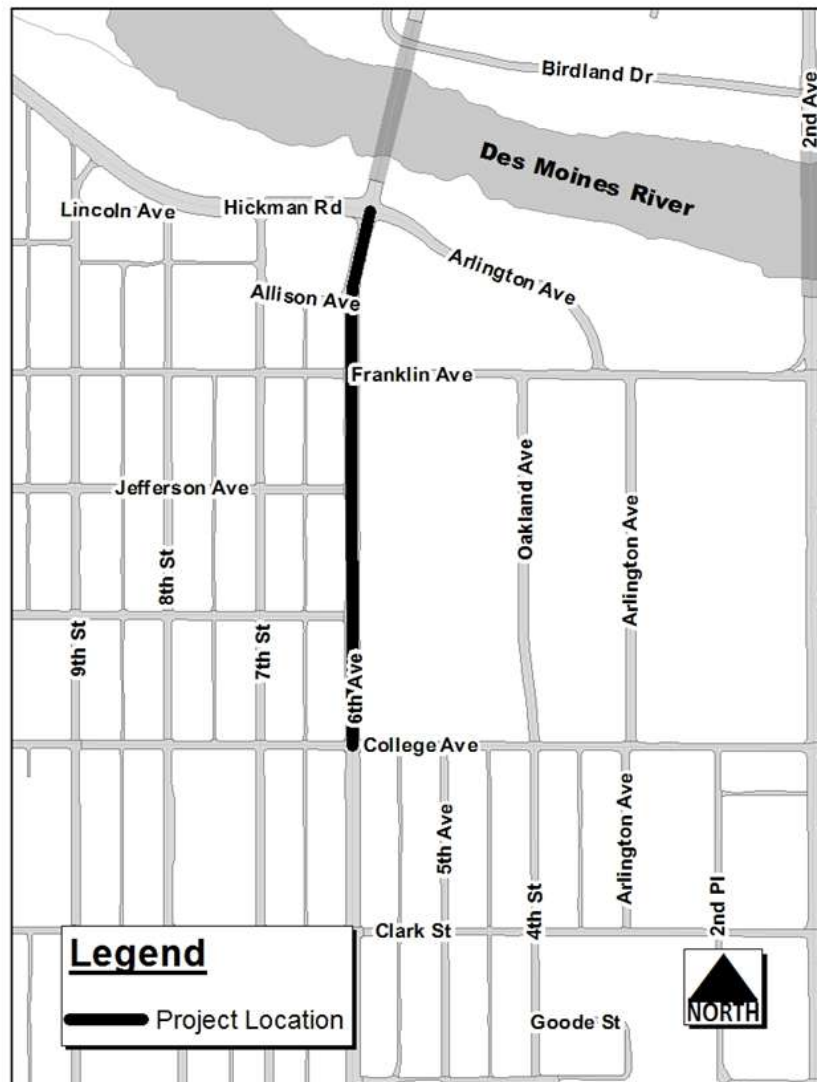 Birdland Dr
2nd Ave
Des Moines River
Lincoln Ave
Hickman Rd
Arlington Ave
Allison Ave
Franklin Ave
Jefferson Ave
Oakland Ave
Arlington Ave
8th St
9th St
7th St
6th Ave
College Ave
5th Ave
4th St
Arlington Ave
2nd Pl
Clark St
Legend
Project Location
NORTH
Goode St